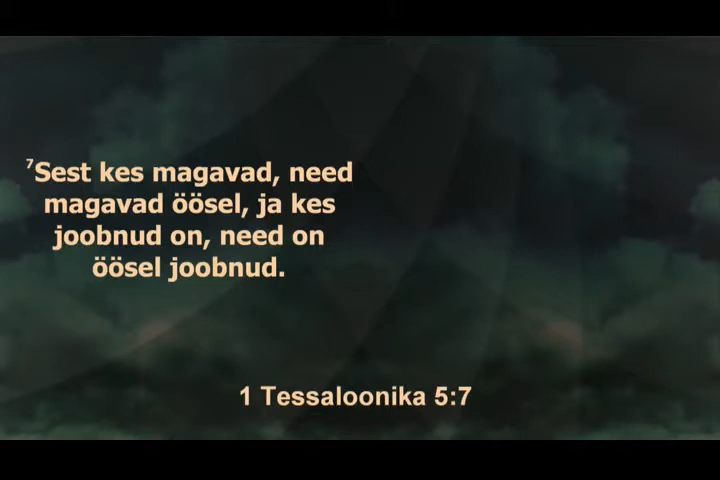 ⁷Sest kes magavad, need
magavad öösel, ja kes
joobnud on, need on
öösel joobnud.
1 Tessaloonika 5:7